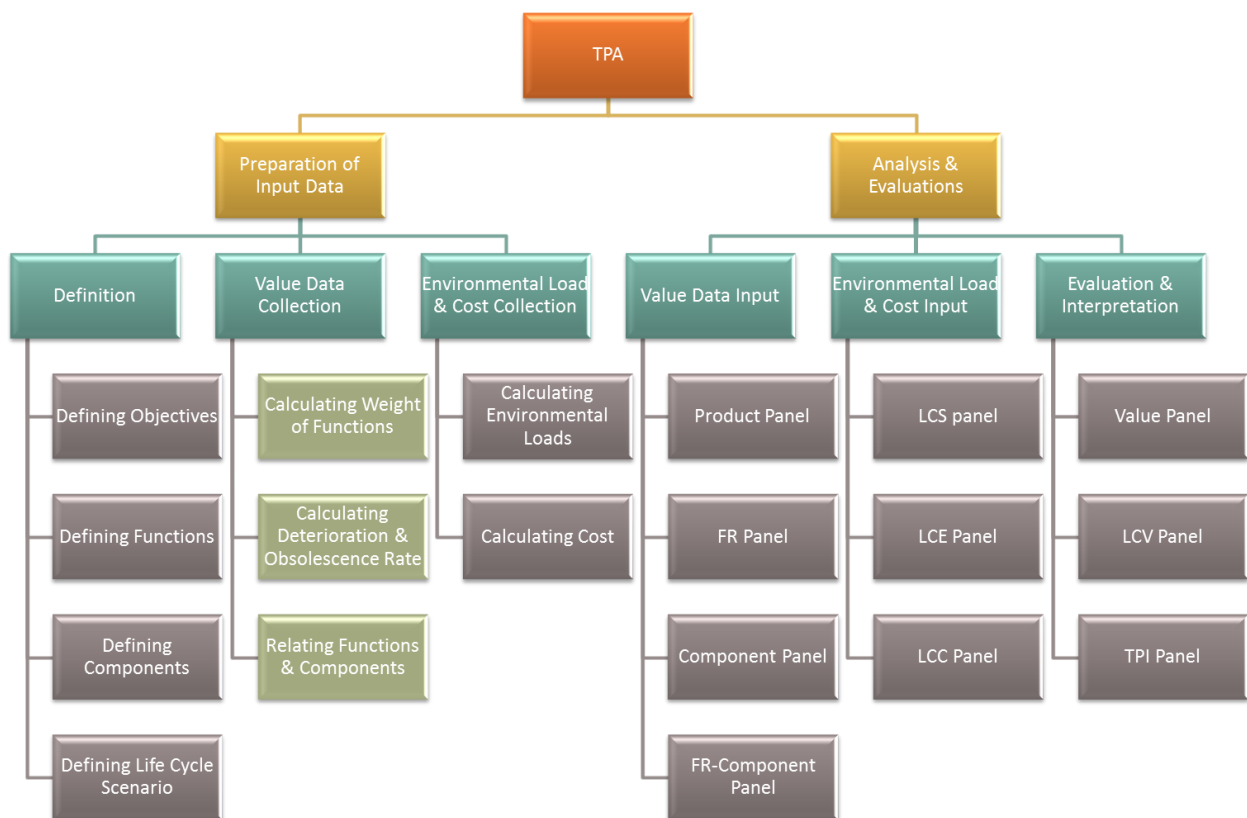 TPA
Preparation of
Input Data
Analysis &
Evaluations
Definition
Value Data
Collection
Environmental Load
& Cost Collection
Value Data Input
Environmental Load
& Cost Input
Evaluation &
Interpretation
Defining Objectives
Calculating Weight
of Functions
Calculating
Environmental
Loads
Product Panel
LCS panel
Value Panel
Defining Functions
Calculating
Deterioration &
Obsolescence Rate
Calculating Cost
FR Panel
LCE Panel
LCV Panel
Defining
Components
Relating Functions
& Components
Component Panel
LCC Panel
TPI Panel
Defining Life Cycle
Scenario
FR-Component
Panel